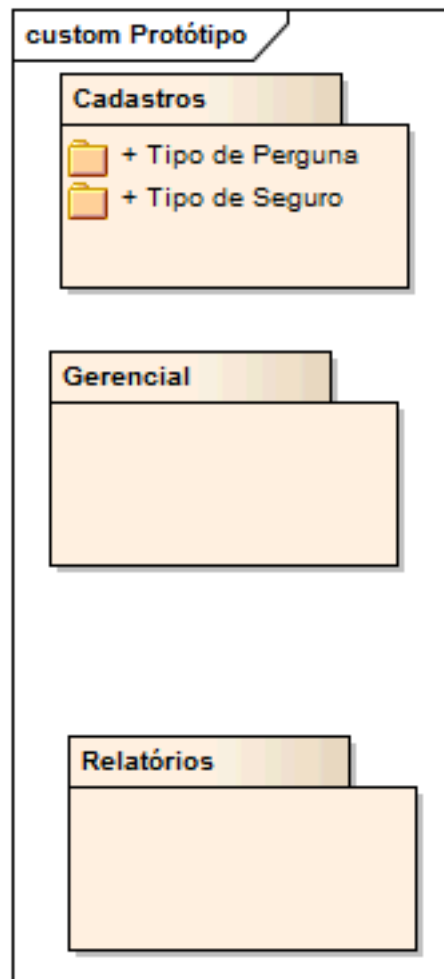 custom Protótipo
Cadastros
+ Tipo de Perguna
+ Tipo de Seguro
Gerencial
Relatórios